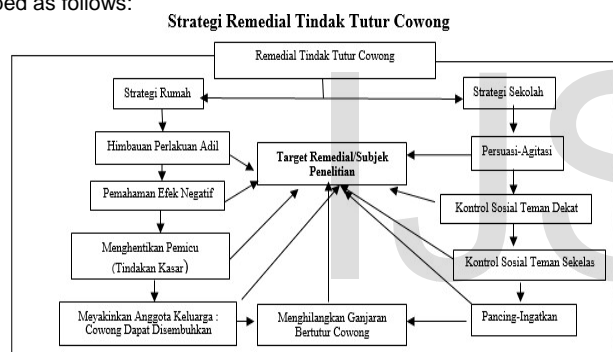 bed as follows:
Strategi Remedial Tindak Tutur Cowong
Remedial Tindak Tutur Cowong
Strategi Rumah
Strategi Sekolah
Himbauan Perlakuan Adil
Target Remedial/Subjek
Penelitian
Persuasi-Agitasi
Pemahaman Efek Negatif
Kontrol Sosial Teman Dekat
Menghentikan Pemicu
(Tindakan Kasar)
Kontrol Sosial Teman Sekelas
Meyakinkan Anggota Keluarga :
Cowong Dapat Disembuhkan
Menghilangkan Ganjaran
Bertutur Cowong
Pancing-Ingatkan
IJS